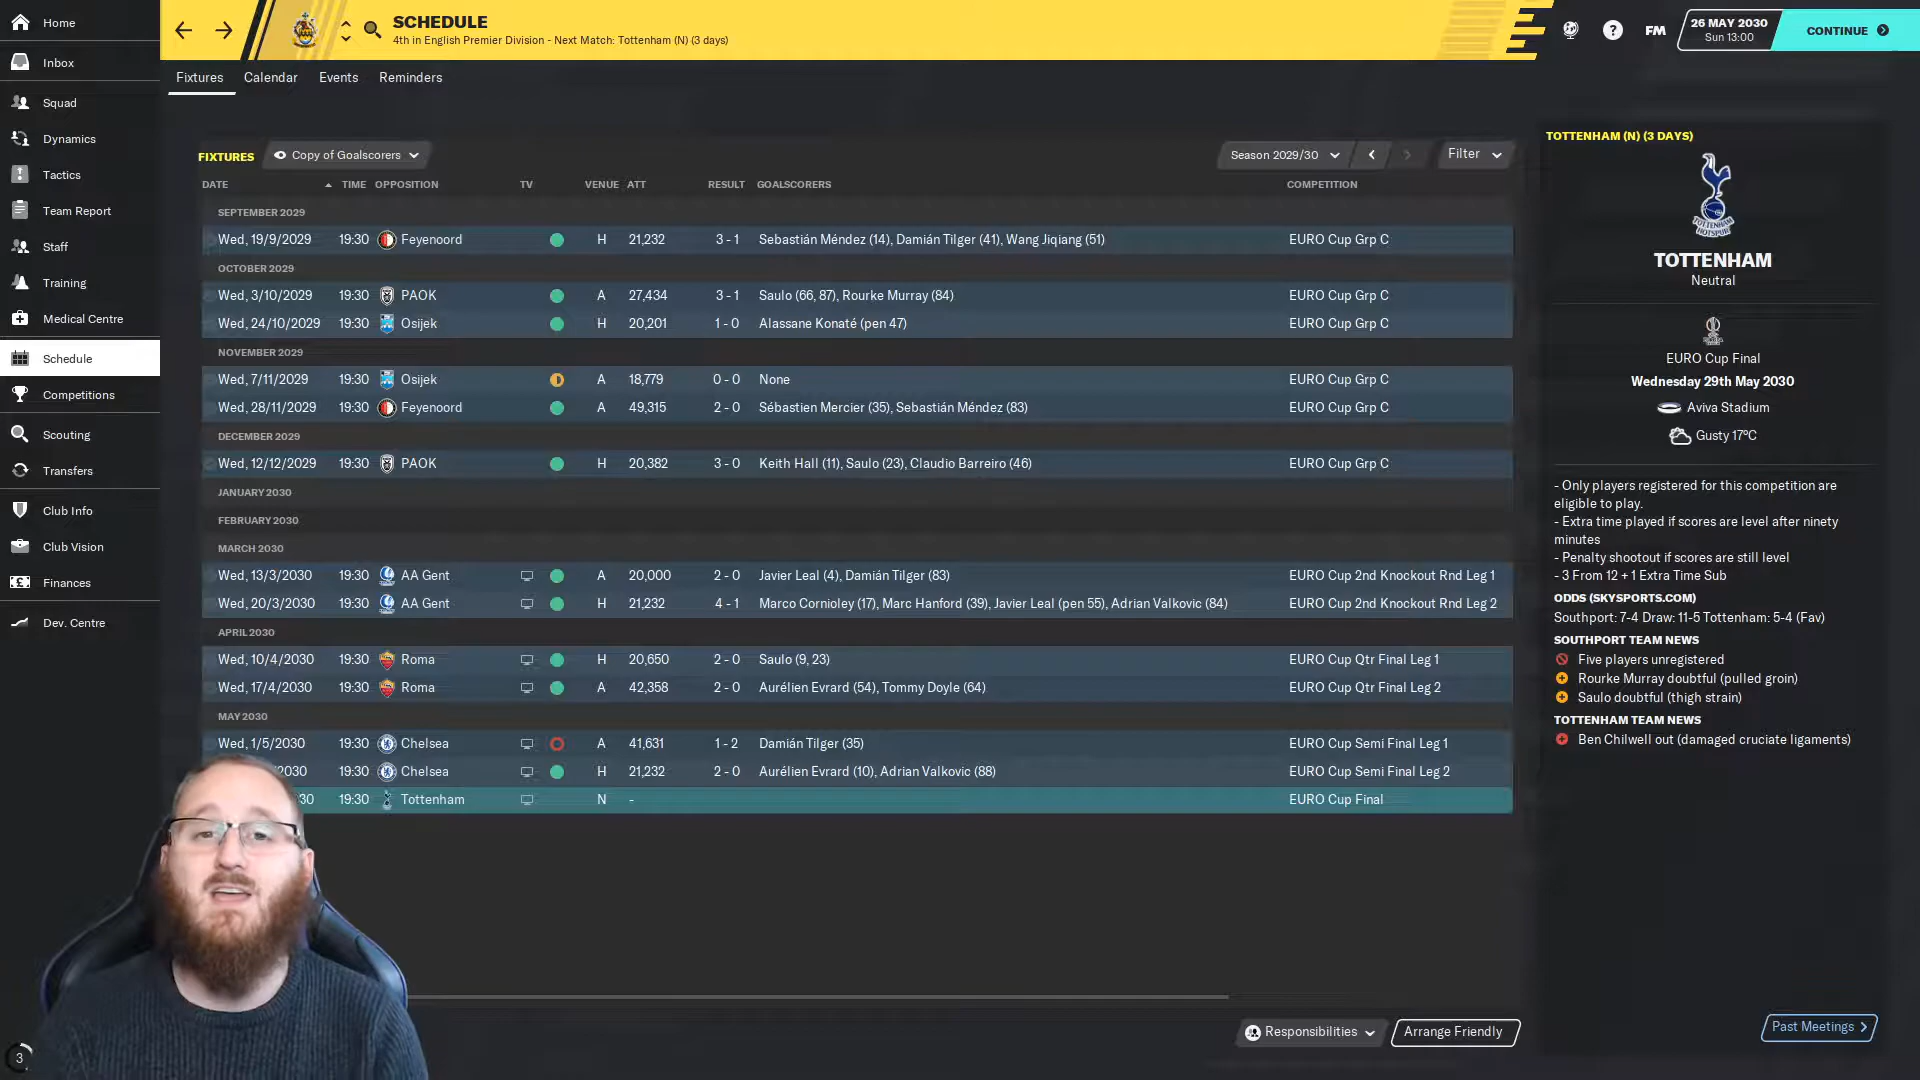 Home
Inbox
Squad
Dynamics
Tactics
Team Report
Staff
Training
Medical Centre
Schedule
Competitions
Scouting
Transfers
Club Info
Club Vision
Finances
Dev. Centre
3
SCHEDULE
4th in English Premier Division - Next Match: Tottenham (N) (3 days)
FM
26 MAY 2030
Sun 13:00
CONTINUE
Fixtures Calendar Events Reminders
FIXTURES Copy of Goalscorers Season 2029/30 Filter
DATE TIME OPPOSITION TV VENUE ATT RESULT GOALSCORERS COMPETITION
SEPTEMBER 2029
Wed, 19/9/2029 19:30 Feyenoord H 21,232 3 - 1 Sebastián Méndez (14), Damián Tilger (41), Wang Jiqiang (51) EURO Cup Grp C
OCTOBER 2029
Wed, 3/10/2029 19:30 PAOK A 27,434 3 - 1 Saulo (66, 87), Rourke Murray (84) EURO Cup Grp C
Wed, 24/10/2029 19:30 Osijek H 20,201 1 - 0 Alassane Konaté (pen 47) EURO Cup Grp C
NOVEMBER 2029
Wed, 7/11/2029 19:30 Osijek A 18,779 0 - 0 None EURO Cup Grp C
Wed, 28/11/2029 19:30 Feyenoord A 49,315 2 - 0 Sébastien Mercier (35), Sebastián Méndez (83) EURO Cup Grp C
DECEMBER 2029
Wed, 12/12/2029 19:30 PAOK H 20,382 3 - 0 Keith Hall (11), Saulo (23), Claudio Barreiro (46) EURO Cup Grp C
JANUARY 2030
FEBRUARY 2030
MARCH 2030
Wed, 13/3/2030 19:30 AA Gent A 20,000 2 - 0 Javier Leal (4), Damián Tilger (83) EURO Cup 2nd Knockout Rnd Leg 1
Wed, 20/3/2030 19:30 AA Gent H 21,232 4 - 1 Marco Cornioley (17), Marc Hanford (39), Javier Leal (pen 55), Adrian Valkovic (84) EURO Cup 2nd Knockout Rnd Leg 2
APRIL 2030
Wed, 10/4/2030 19:30 Roma H 20,650 2 - 0 Saulo (9, 23) EURO Cup Qtr Final Leg 1
Wed, 17/4/2030 19:30 Roma A 42,358 2 - 0 Aurélien Evrard (54), Tommy Doyle (64) EURO Cup Qtr Final Leg 2
MAY 2030
Wed, 1/5/2030 19:30 Chelsea A 41,631 1 - 2 Damián Tilger (35) EURO Cup Semi Final Leg 1
2030 19:30 Chelsea H 21,232 2 - 0 Aurélien Evrard (10), Adrian Valkovic (88) EURO Cup Semi Final Leg 2
30 19:30 Tottenham N - EURO Cup Final
Responsibilities Arrange Friendly
TOTTENHAM (N) (3 DAYS)
TOTTENHAM HOTSPUR
TOTTENHAM
Neutral
EURO Cup Final
Wednesday 29th May 2030
Aviva Stadium
Gusty 17ºC
- Only players registered for this competition are
eligible to play.
- Extra time played if scores are level after ninety
minutes
- Penalty shootout if scores are still level
- 3 From 12 + 1 Extra Time Sub
ODDS (SKYSPORTS.COM)
Southport: 7-4 Draw: 11-5 Tottenham: 5-4 (Fav)
SOUTHPORT TEAM NEWS
Five players unregistered
Rourke Murray doubtful (pulled groin)
Saulo doubtful (thigh strain)
TOTTENHAM TEAM NEWS
Ben Chilwell out (damaged cruciate ligaments)
Past Meetings